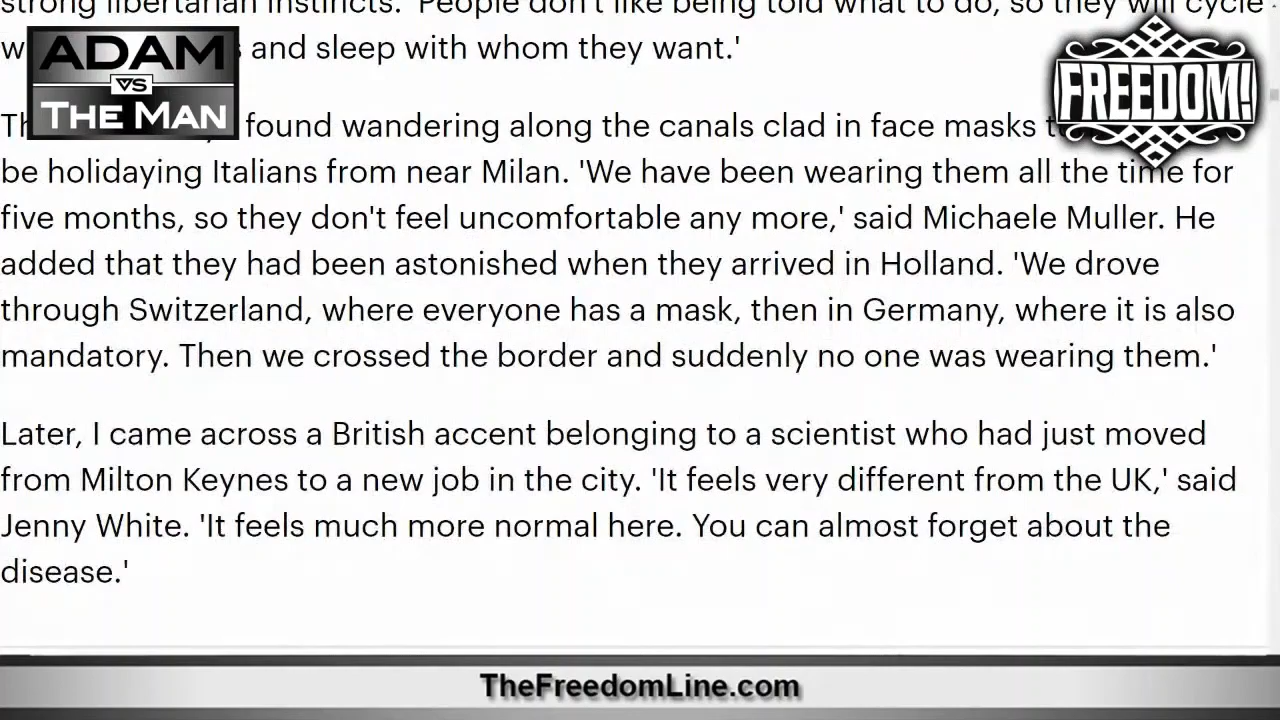 strong libertarian instincts. 'People don't like being told what to do, so they will cycle
and sleep with whom they want.'
found wandering along the canals clad in face masks
be holidaying Italians from near Milan. 'We have been wearing them all the time for
five months, so they don't feel uncomfortable any more,' said Michaele Muller. He
added that they had been astonished when they arrived in Holland. 'We drove
through Switzerland, where everyone has a mask, then in Germany, where it is also
mandatory. Then we crossed the border and suddenly no one was wearing them.'
Later, I came across a British accent belonging to a scientist who had just moved
from Milton Keynes to a new job in the city. 'It feels very different from the UK,' said
Jenny White. 'It feels much more normal here. You can almost forget about the
disease.'
ADAM
VS
THE MAN
FREEDOM!
TheFreedomLine.com